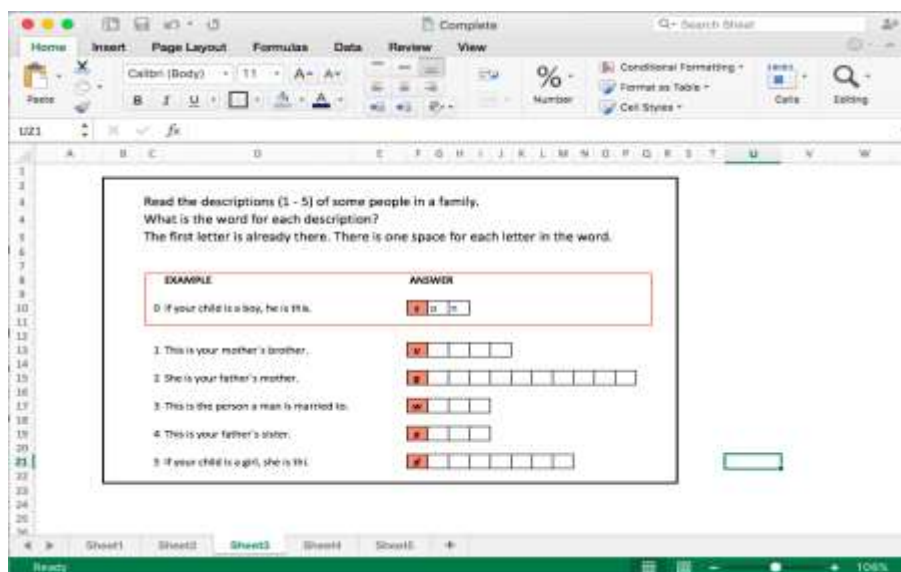 Complete
Search Sheet
Home Insert Page Layout Formulas Data Review View
Paste
Calibri (Body) 11 A A
B I U A
% Number
Conditional Formatting
Format as Table
Cell Styles
Cells
Editing
U21 fx
A B C D E F G H I J K L M N O P Q R S T U V W
Read the descriptions (1 - 5) of some people in a family.
What is the word for each description?
The first letter is already there. There is one space for each letter in the word.
EXAMPLE ANSWER
0 If your child is a boy, he is this. s o n
1 This is your mother's brother. u
2 She is your father's mother. g
3 This is the person a man is married to. w
4 This is your father's sister. a
5 If your child is a girl, she is thi. d
Sheet1 Sheet2 Sheet3 Sheet4 Sheet5 +
Ready 106%